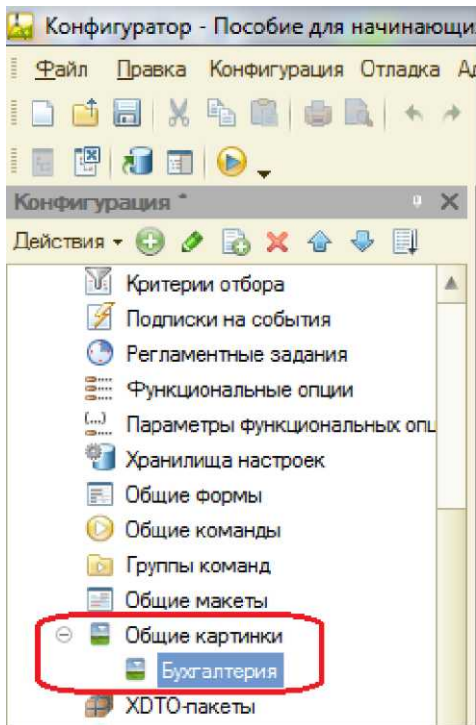 Конфигуратор - Пособие для начинающи
Файл Правка Конфигурация Отладка
Конфигурация *
Действия
Критерии отбора
Подписки на события
Регламентные задания
Функциональные опции
(...) Параметры функциональных опц
Хранилища настроек
Общие формы
Общие команды
Группы команд
Общие макеты
Общие картинки
Бухгалтерия
XDTO-пакеты